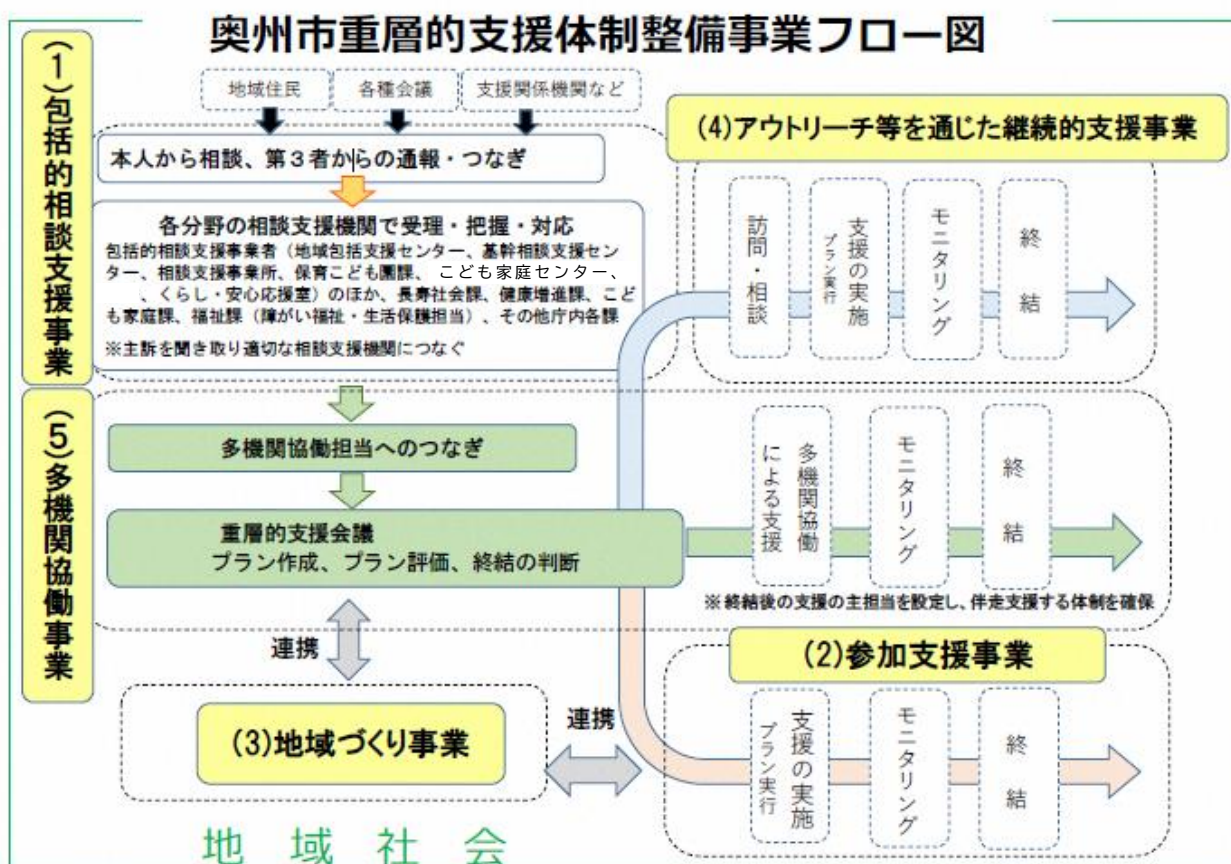 奥州市重層的支援体制整備事業フロー図
(1)包括的相談支援事業
地域住民
各種会議
支援関係機関など
本人から相談、第3者からの通報・つなぎ
各分野の相談支援機関で受理・把握・対応
包括的相談支援事業者(地域包括支援センター、基幹相談支援セン
ター、相談支援事業所、保育こども園課、 こども家庭センター、
、くらし・安心応援室)のほか、長寿社会課、健康増進課、こど
も家庭課、福祉課(障がい福祉・生活保護担当)、その他庁内各課
※主訴を聞き取り適切な相談支援機関につなぐ
(4)アウトリーチ等を通じた継続的支援事業
訪問・相談
支援の実施
プラン実行
モニタリング
終結
(5)多機関協働事業
多機関協働担当へのつなぎ
重層的支援会議
プラン作成、プラン評価、終結の判断
多機関協働
による支援
モニタリング
終結
※終結後の支援の主担当を設定し、伴走支援する体制を確保
連携
(3)地域づくり事業
連携
(2)参加支援事業
支援の実施
プラン実行
モニタリング
終結
地域社会